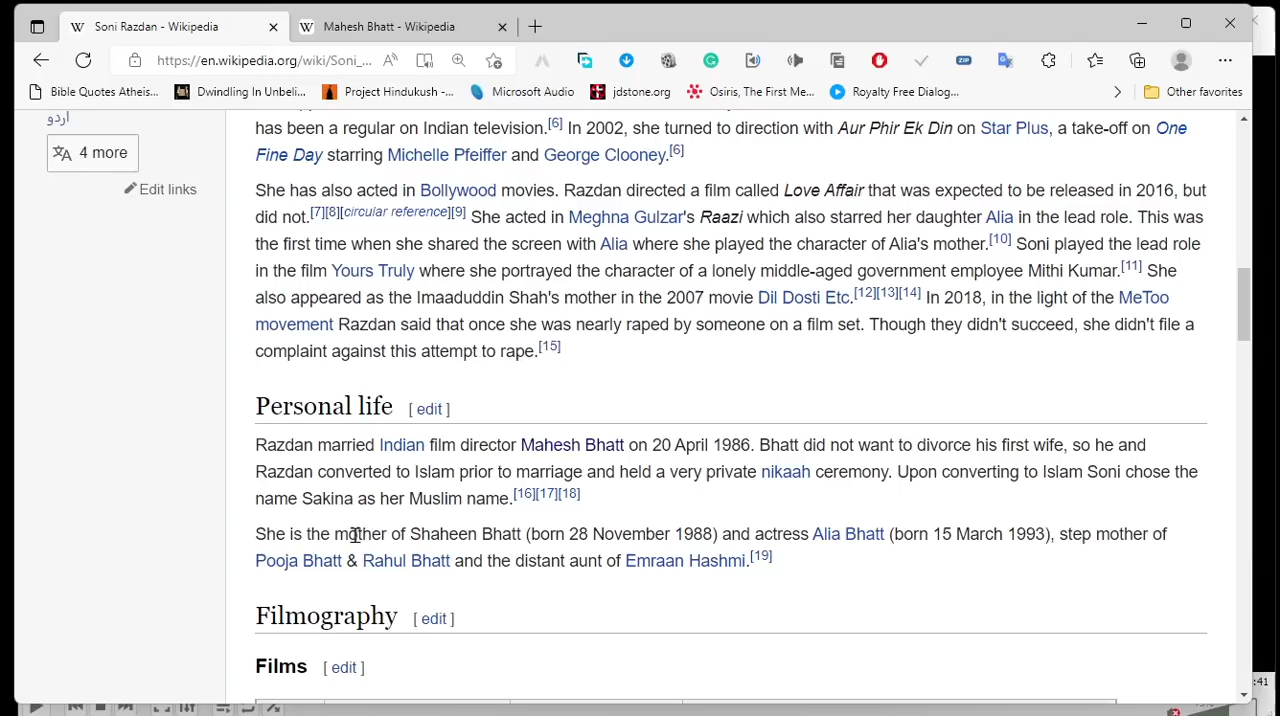 Soni Razdan - Wikipedia
Mahesh Bhatt - Wikipedia
https://en.wikipedia.org/wiki/Soni_...
Bible Quotes Atheis...
Dwindling In Unbeli...
Project Hindukush -...
Microsoft Audio
jdstone.org
Osiris, The First Me...
Royalty Free Dialog...
Other favorites
اردو
4 more
Edit links
has been a regular on Indian television.[6] In 2002, she turned to direction with Aur Phir Ek Din on Star Plus, a take-off on One
Fine Day starring Michelle Pfeiffer and George Clooney.[6]
She has also acted in Bollywood movies. Razdan directed a film called Love Affair that was expected to be released in 2016, but
did not.[7][8][circular reference][9] She acted in Meghna Gulzar's Raazi which also starred her daughter Alia in the lead role. This was
the first time when she shared the screen with Alia where she played the character of Alia's mother.[10] Soni played the lead role
in the film Yours Truly where she portrayed the character of a lonely middle-aged government employee Mithi Kumar.[11] She
also appeared as the Imaaduddin Shah's mother in the 2007 movie Dil Dosti Etc.[12][13][14] In 2018, in the light of the MeToo
movement Razdan said that once she was nearly raped by someone on a film set. Though they didn't succeed, she didn't file a
complaint against this attempt to rape.[15]
Personal life [ edit ]
Razdan married Indian film director Mahesh Bhatt on 20 April 1986. Bhatt did not want to divorce his first wife, so he and
Razdan converted to Islam prior to marriage and held a very private nikaah ceremony. Upon converting to Islam Soni chose the
name Sakina as her Muslim name.[16][17][18]
She is the mother of Shaheen Bhatt (born 28 November 1988) and actress Alia Bhatt (born 15 March 1993), step mother of
Pooja Bhatt & Rahul Bhatt and the distant aunt of Emraan Hashmi.[19]
Filmography [ edit ]
Films [ edit ]
:41